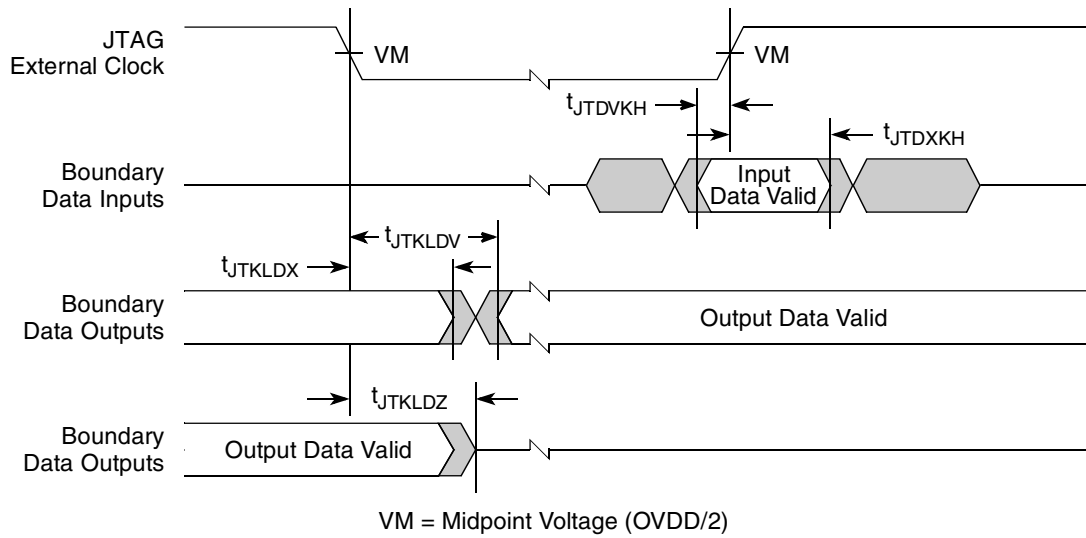 JTAG
External Clock
VM
VM
tJTDVKH
tJTDXKH
Boundary
Data Inputs
Input
Data Valid
tJTKLDV
tJTKLDX
Boundary
Data Outputs
Output Data Valid
tJTKLDZ
Boundary
Data Outputs
Output Data Valid
VM = Midpoint Voltage (OVDD/2)